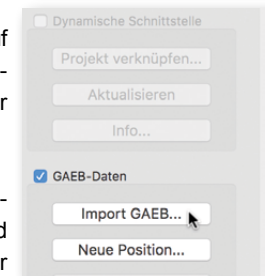 Dynamische Schnittstelle
Projekt verknüpfen...
Aktualisieren
Info...
GAEB-Daten
Import GAEB...
Neue Position...